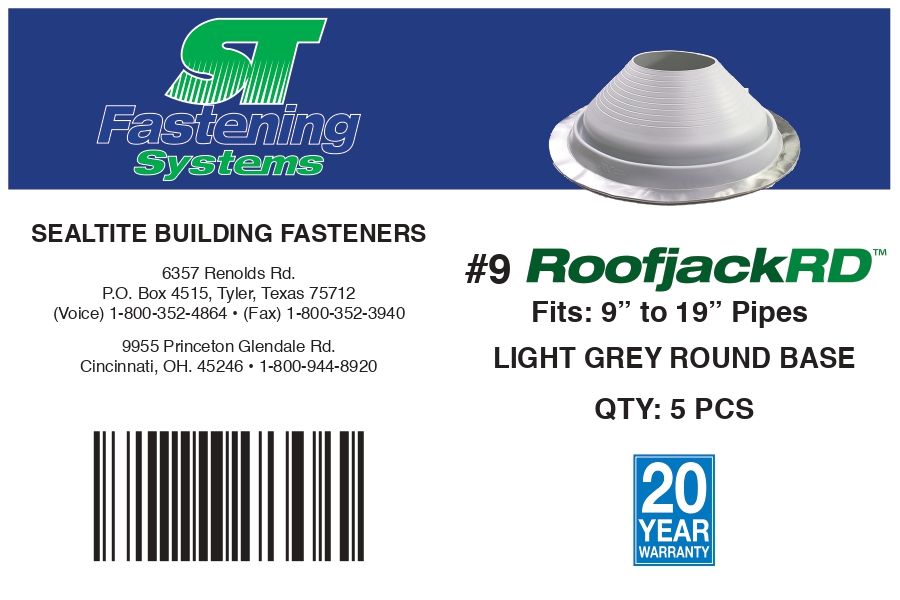 ST
Fastening
Systems
SEALTITE BUILDING FASTENERS
6357 Renolds Rd.
P.O. Box 4515, Tyler, Texas 75712
(Voice) 1-800-352-4864 • (Fax) 1-800-352-3940
9955 Princeton Glendale Rd.
Cincinnati, OH. 45246 • 1-800-944-8920
#9 RoofjackRD™
Fits: 9” to 19” Pipes
LIGHT GREY ROUND BASE
QTY: 5 PCS
20
YEAR
WARRANTY